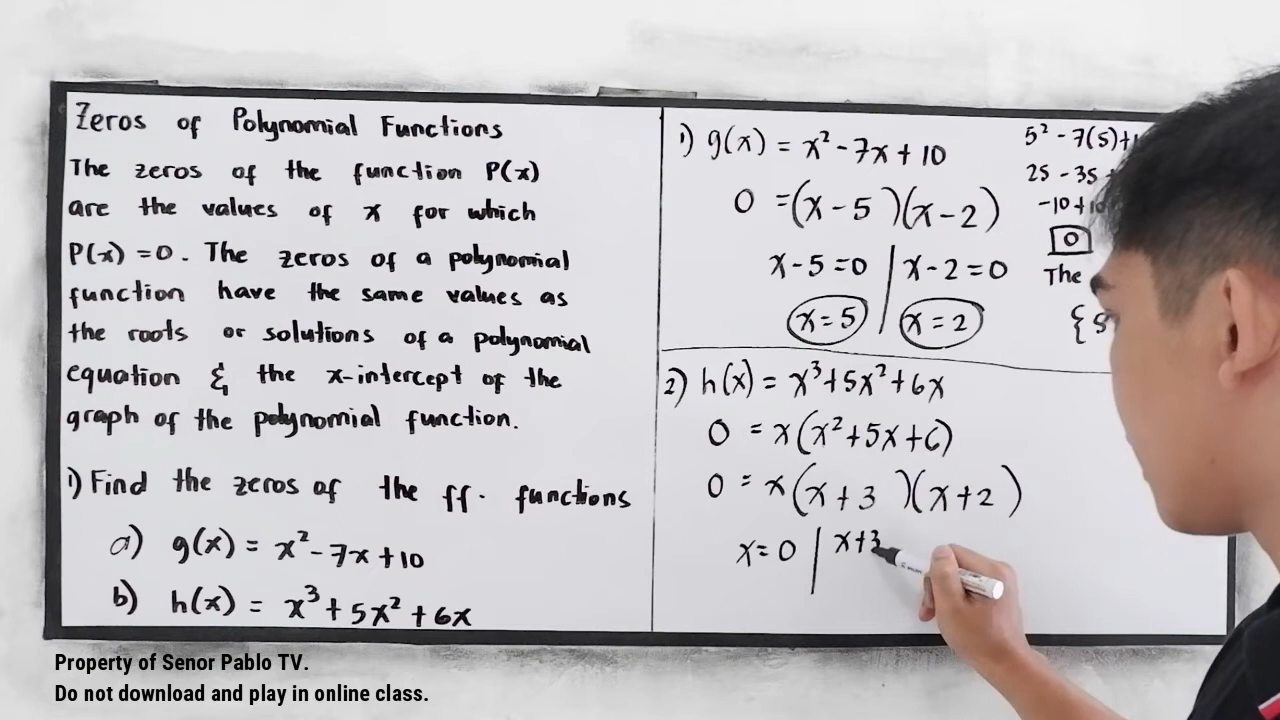 Zeros of Polynomial Functions
The zeros of the function P(x)
are the values of x for which
P(x) = 0. The zeros of a polynomial
function have the same values as
the roots or solutions of a polynomial
equation & the x-intercept of the
graph of the polynomial function.
1) Find the zeros of the ff. functions
a) g(x) = x² - 7x + 10
b) h(x) = x³ + 5x² + 6x
1) g(x) = x² - 7x + 10
0 = (x - 5)(x - 2)
x - 5 = 0 | x - 2 = 0
x = 5 | x = 2
5² - 7(5) +
25 - 35
-10 + 10
0
The
{5
2) h(x) = x³ + 5x² + 6x
0 = x(x² + 5x + 6)
0 = x(x + 3)(x + 2)
x = 0 | x + 3
Property of Senor Pablo TV.
Do not download and play in online class.